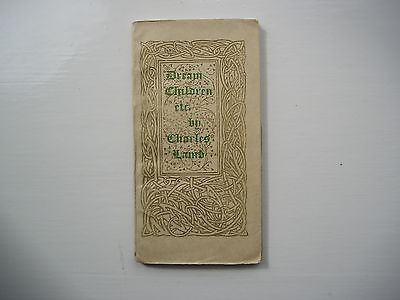 Dream
Children
etc.
by
Charles
Lamb